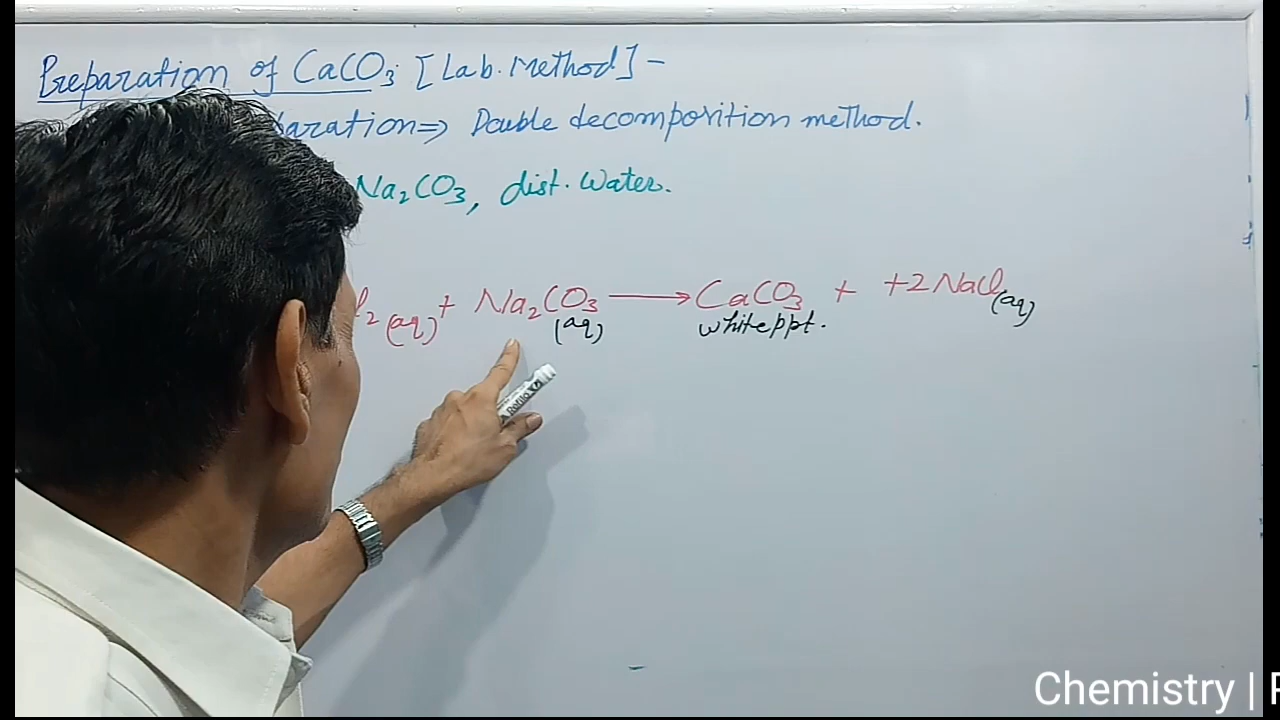 Preparation of CaCO₃ [Lab. Method] -
paration ⇒ Double decomposition method.
Na₂CO₃, dist. Water.
l₂ (aq) + Na₂CO₃ (aq) ⟶ CaCO₃ + +2NaCl (aq)
white ppt.
Chemistry |